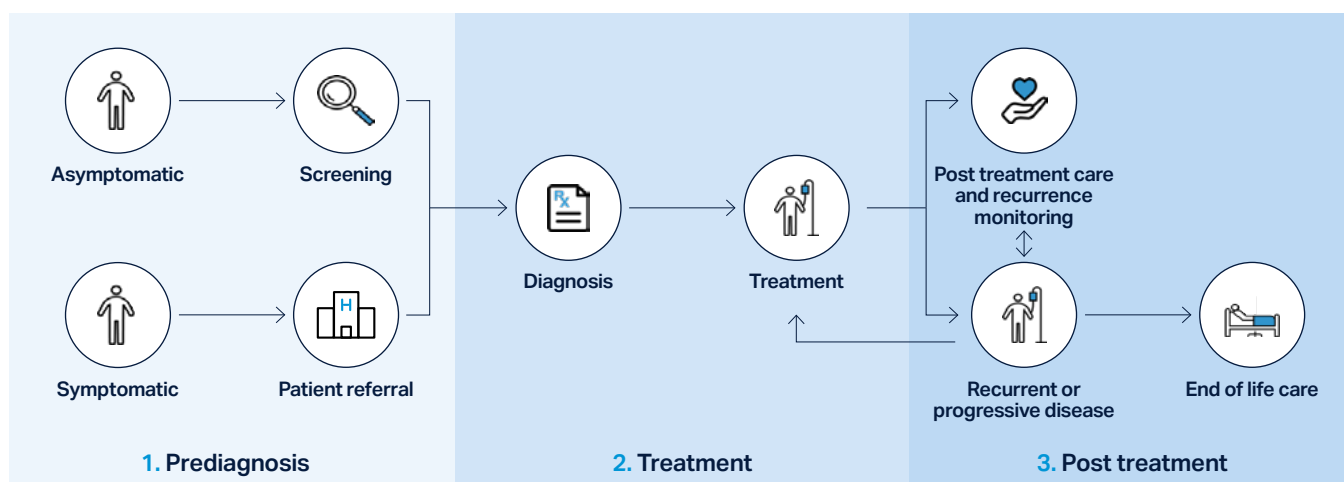 Asymptomatic
Screening
Symptomatic
H
Patient referral
1. Prediagnosis
Rx
Diagnosis
Treatment
2. Treatment
Post treatment care
and recurrence
monitoring
Recurrent or
progressive disease
End of life care
3. Post treatment